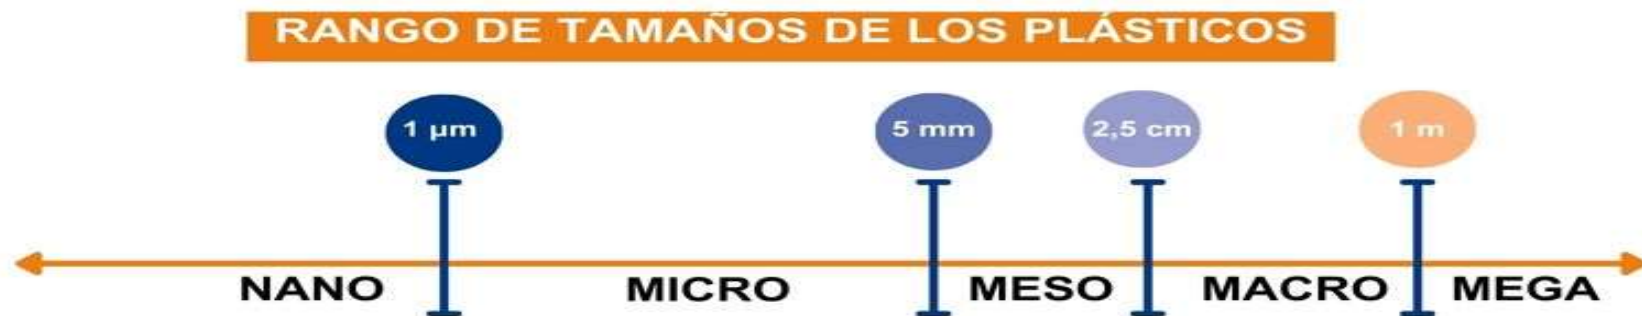 RANGO DE TAMAÑOS DE LOS PLÁSTICOS
1 µm 5 mm 2,5 cm 1 m
NANO MICRO MESO MACRO MEGA